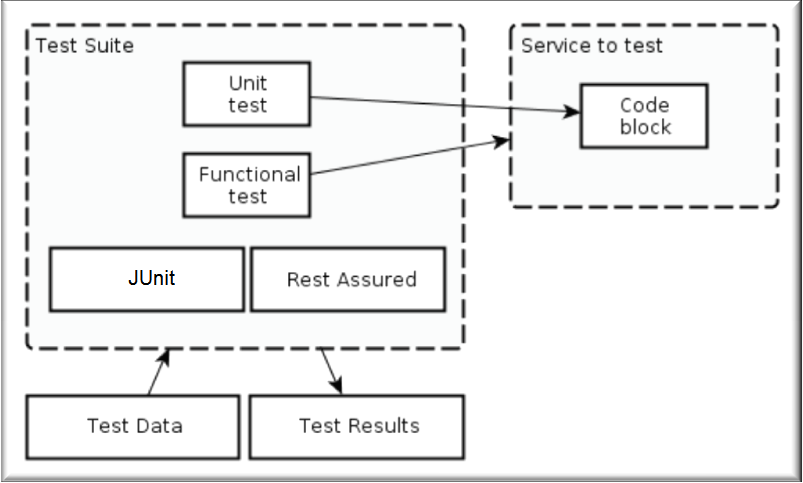 Test Suite
Service to test
Unit
test
Code
block
Functional
test
JUnit
Rest Assured
Test Data
Test Results